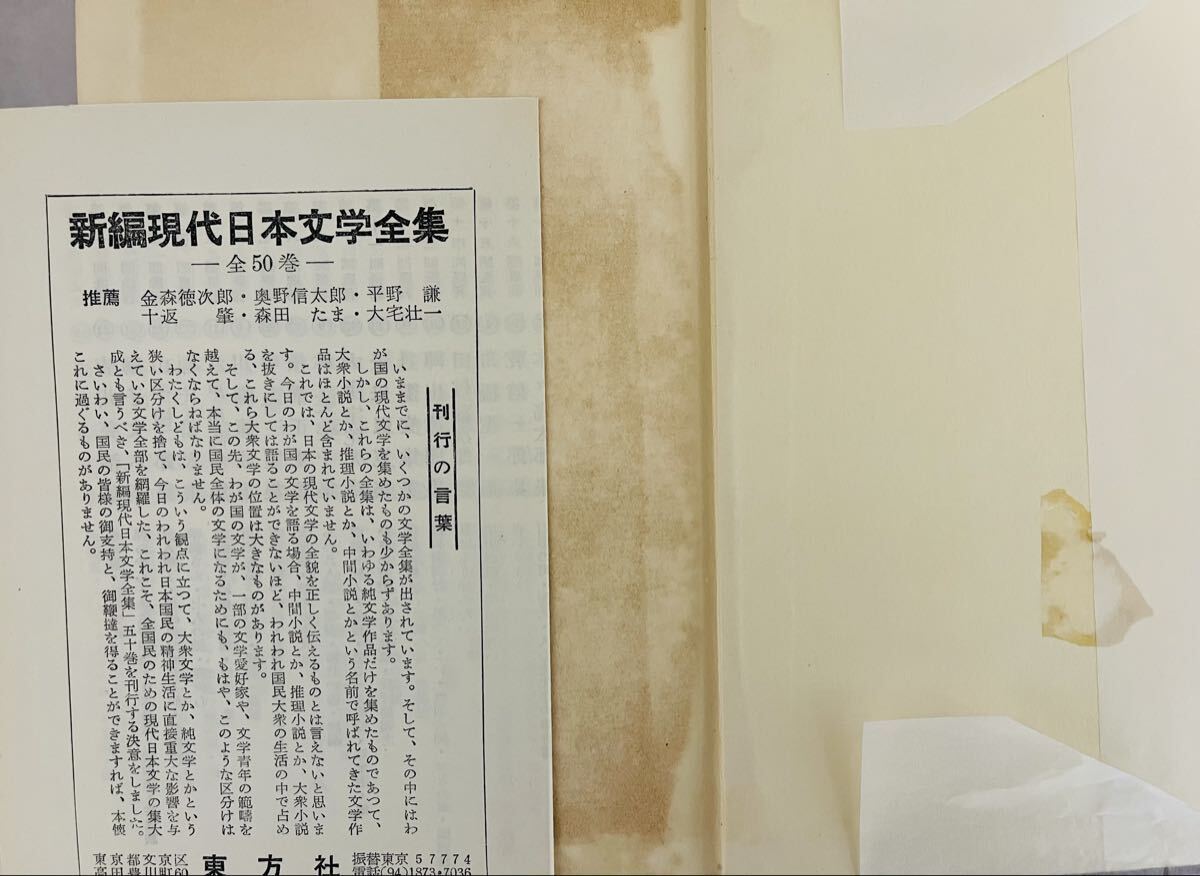 新編現代日本文学全集
―全50巻―
推薦 金森徳次郎・奥野信太郎・平野 謙
十返 肇・森田 たま・大宅壮一
刊行の言葉
いままでに、いくつかの文学全集が出されています。そして、その中にはわ
が国の現代文学を集めたものも少からずあります。
しかし、これらの全集は、いわゆる純文学作品だけを集めたものであつて、
大衆小説とか、推理小説とか、中間小説とかという名前で呼ばれてきた文学作
品はほとんど含まれていません。
これでは、日本の現代文学の全貌を正しく伝えるものとは言えないと思いま
す。今日のわが国の文学を語る場合、中間小説とか、推理小説とか、大衆小説
を抜きにしては語ることができないほど、われわれ国民大衆の生活の中で占め
る、これら大衆文学の位置は大きなものがあります。
そして、この先、わが国の文学が、一部の文学愛好家や、文学青年の範疇を
越えて、本当に国民全体の文学になるためにも、もはや、このような区分けは
なくならねばなりません。
わたくしどもは、こういう観点に立つて、大衆文学とか、純文学とかという
狭い区分けを捨て、今日のわれわれ日本国民の精神生活に直接重大な影響を与
えている文学全部を網羅した、これこそ、全国民のための現代日本文学の集大
成とも言うべき、「新編現代日本文学全集」五十巻を刊行する決意をしました。
さいわい、国民の皆様の御支持と、御鞭撻を得ることができますれば、本懐
これに過ぐるものがありません。
東京都文京区
東方社
振替東京 57774
電話(94)1873・7036